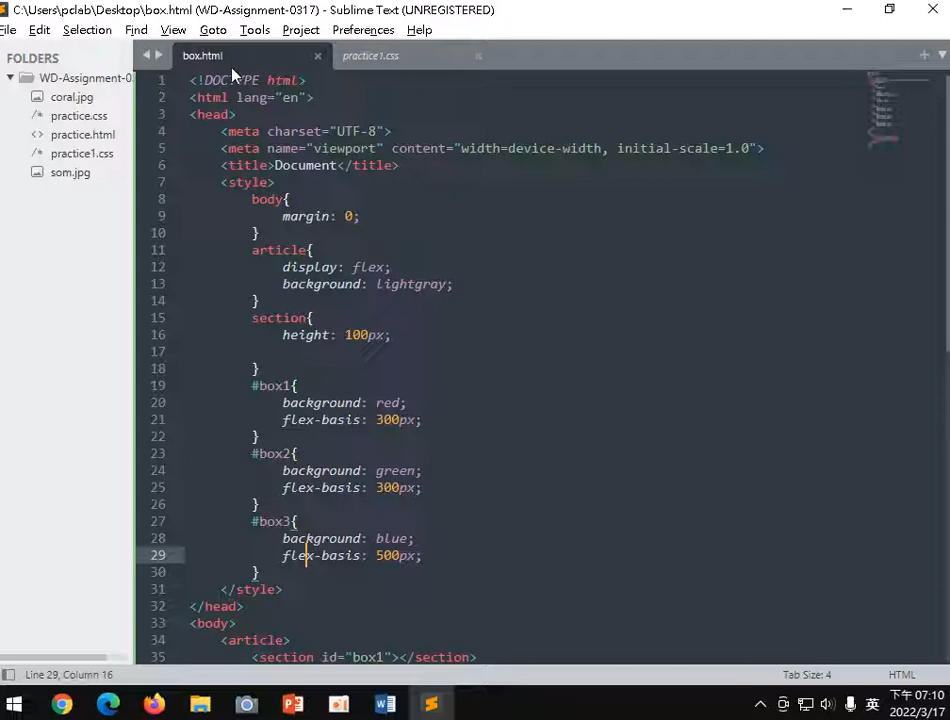 C:\Users\pclab\Desktop\box.html (WD-Assignment-0317) - Sublime Text (UNREGISTERED)
File Edit Selection Find View Goto Tools Project Preferences Help
FOLDERS
WD-Assignment-0
coral.jpg
/* practice.css
<> practice.html
/* practice1.css
som.jpg
box.html × practice1.css ×
1 <!DOCTYPE html>
2 <html lang="en">
3 <head>
4 <meta charset="UTF-8">
5 <meta name="viewport" content="width=device-width, initial-scale=1.0">
6 <title>Document</title>
7 <style>
8 body{
9 margin: 0;
10 }
11 article{
12 display: flex;
13 background: lightgray;
14 }
15 section{
16 height: 100px;
17
18 }
19 #box1{
20 background: red;
21 flex-basis: 300px;
22 }
23 #box2{
24 background: green;
25 flex-basis: 300px;
26 }
27 #box3{
28 background: blue;
29 flex-basis: 500px;
30 }
31 </style>
32 </head>
33 <body>
34 <article>
35 <section id="box1"></section>
Line 29, Column 16 Tab Size: 4 HTML
英 下午 07:10
2022/3/17